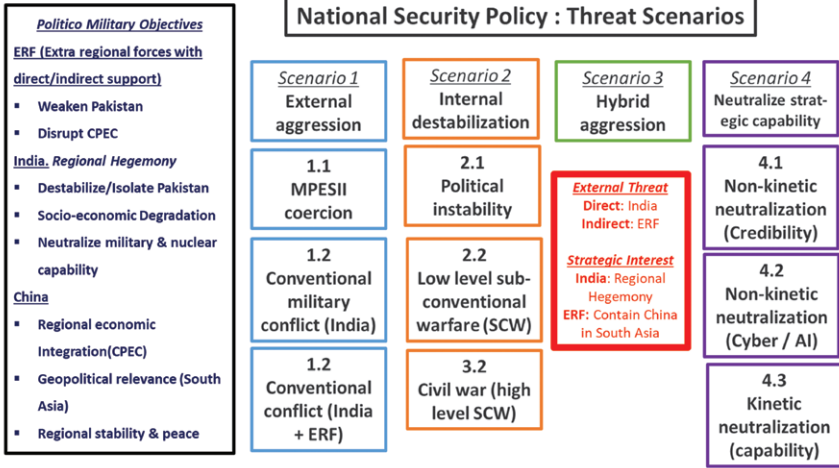 National Security Policy : Threat Scenarios
Politico Military Objectives
ERF (Extra regional forces with
direct/indirect support)
▪ Weaken Pakistan
▪ Disrupt CPEC
India. Regional Hegemony
▪ Destabilize/Isolate Pakistan
▪ Socio-economic Degradation
▪ Neutralize military & nuclear
capability
China
▪ Regional economic
Integration(CPEC)
▪ Geopolitical relevance (South
Asia)
▪ Regional stability & peace
Scenario 1
External
aggression
1.1
MPESII
coercion
1.2
Conventional
military
conflict (India)
1.2
Conventional
conflict (India
+ ERF)
Scenario 2
Internal
destabilization
2.1
Political
instability
2.2
Low level sub-
conventional
warfare (SCW)
3.2
Civil war (high
level SCW)
Scenario 3
Hybrid
aggression
External Threat
Direct: India
Indirect: ERF
Strategic Interest
India: Regional
Hegemony
ERF: Contain China
in South Asia
Scenario 4
Neutralize strat-
egic capability
4.1
Non-kinetic
neutralization
(Credibility)
4.2
Non-kinetic
neutralization
(Cyber / AI)
4.3
Kinetic
neutralization
(capability)